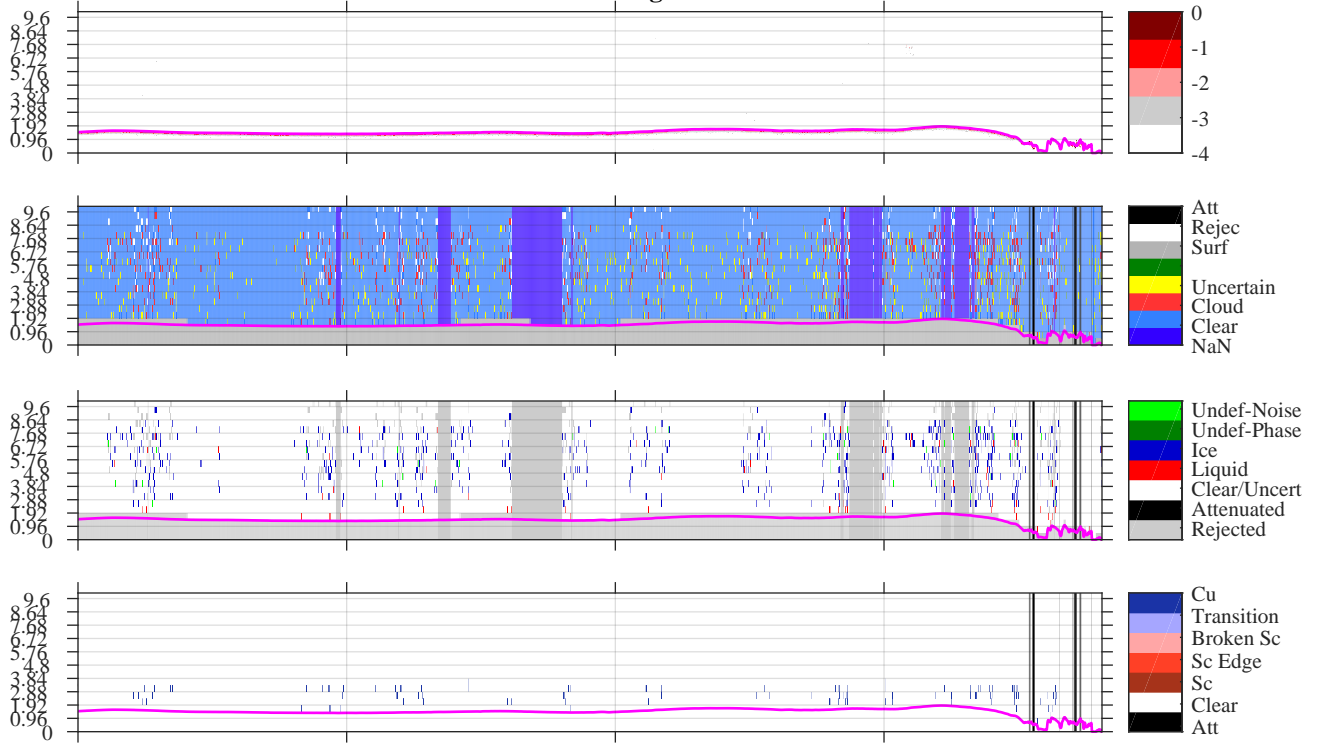 9.6
8.64
7.68
6.72
5.76
4.8
3.84
2.88
1.92
0.96
0
0
-1
-2
-3
-4
9.6
8.64
7.68
6.72
5.76
4.8
3.84
2.88
1.92
0.96
0
Att
Rejec
Surf
Uncertain
Cloud
Clear
NaN
9.6
8.64
7.68
6.72
5.76
4.8
3.84
2.88
1.92
0.96
0
Undef-Noise
Undef-Phase
Ice
Liquid
Clear/Uncert
Attenuated
Rejected
9.6
8.64
7.68
6.72
5.76
4.8
3.84
2.88
1.92
0.96
0
Cu
Transition
Broken Sc
Sc Edge
Sc
Clear
Att